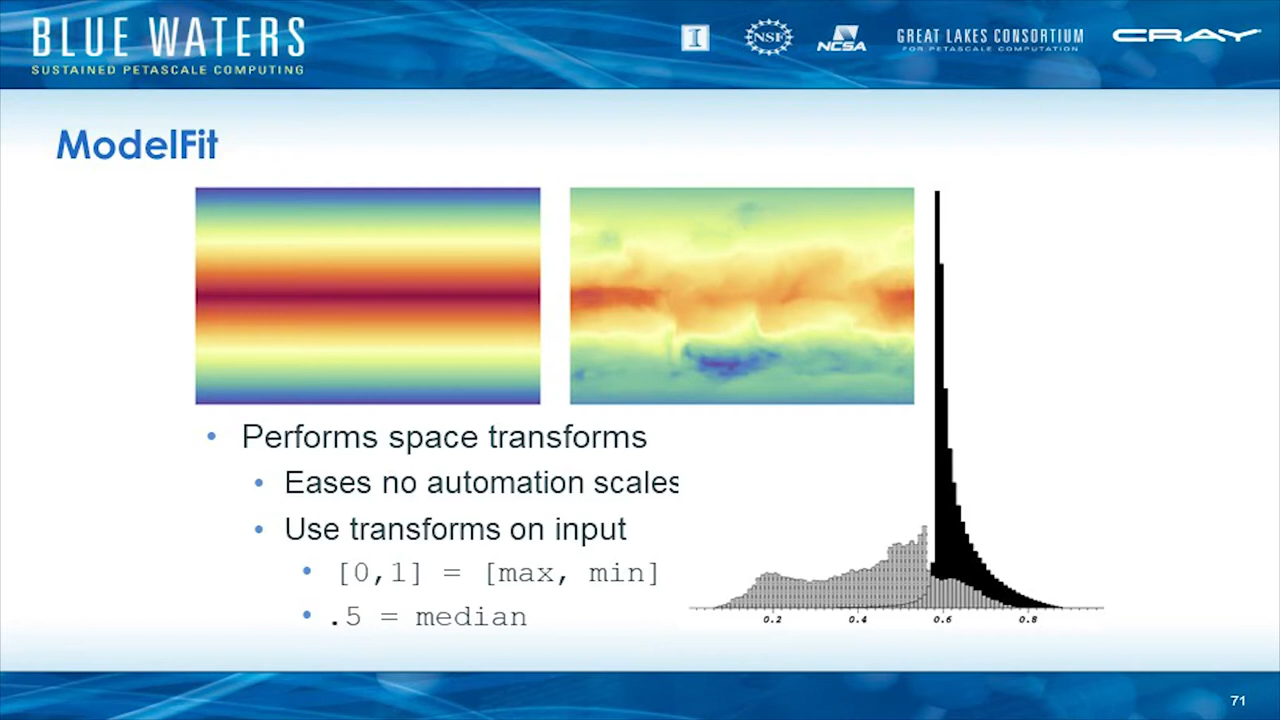 BLUE WATERS
SUSTAINED PETASCALE COMPUTING
I
NSF
NCSA
GREAT LAKES CONSORTIUM
FOR PETASCALE COMPUTATION
CRAY
ModelFit
• Performs space transforms
• Eases no automation scales
• Use transforms on input
• [0,1] = [max, min]
• .5 = median
0.2 0.4 0.6 0.8
71